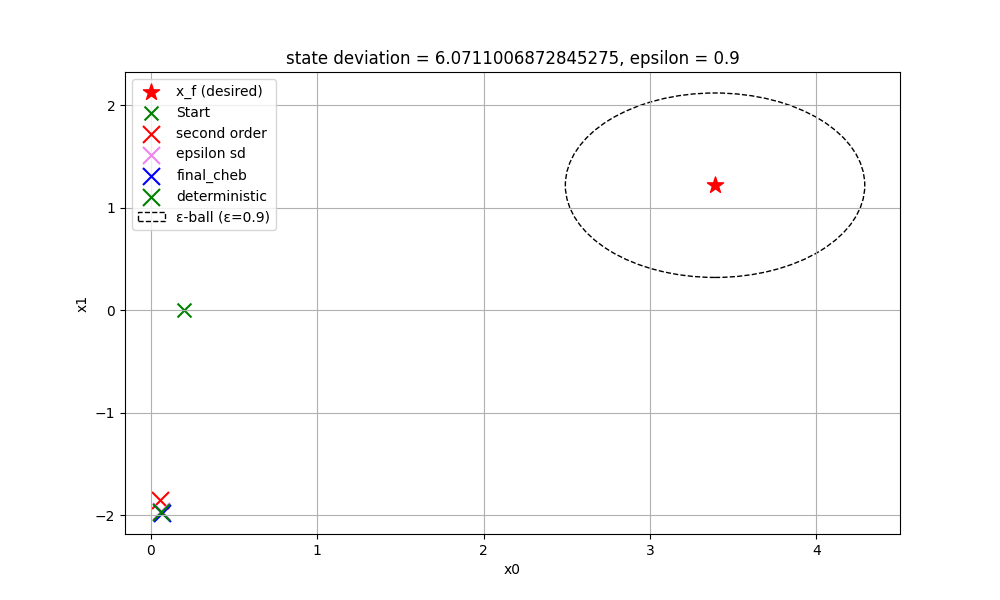 state deviation = 6.0711006872845275, epsilon = 0.9
x_f (desired)
Start
second order
epsilon sd
final_cheb
deterministic
ε-ball (ε=0.9)
2
1
0
−1
−2
x1
0
1
2
3
4
x0